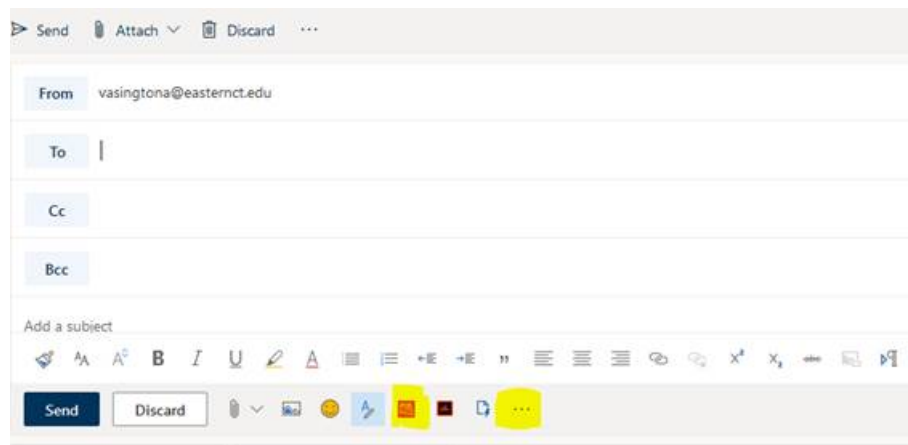 Send Attach Discard ...
From vasingtona@easternct.edu
To
Cc
Bcc
Add a subject
B I U A
Send Discard ...